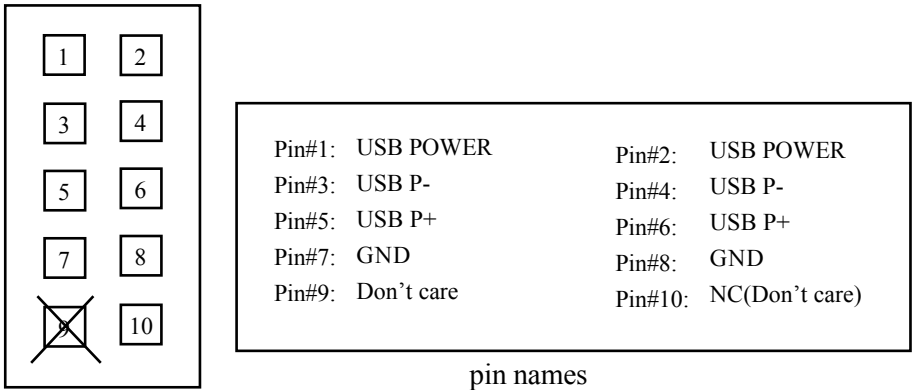 1 2
3 4
5 6
7 8
9 10
Pin#1: USB POWER Pin#2: USB POWER
Pin#3: USB P- Pin#4: USB P-
Pin#5: USB P+ Pin#6: USB P+
Pin#7: GND Pin#8: GND
Pin#9: Don’t care Pin#10: NC(Don’t care)
pin names